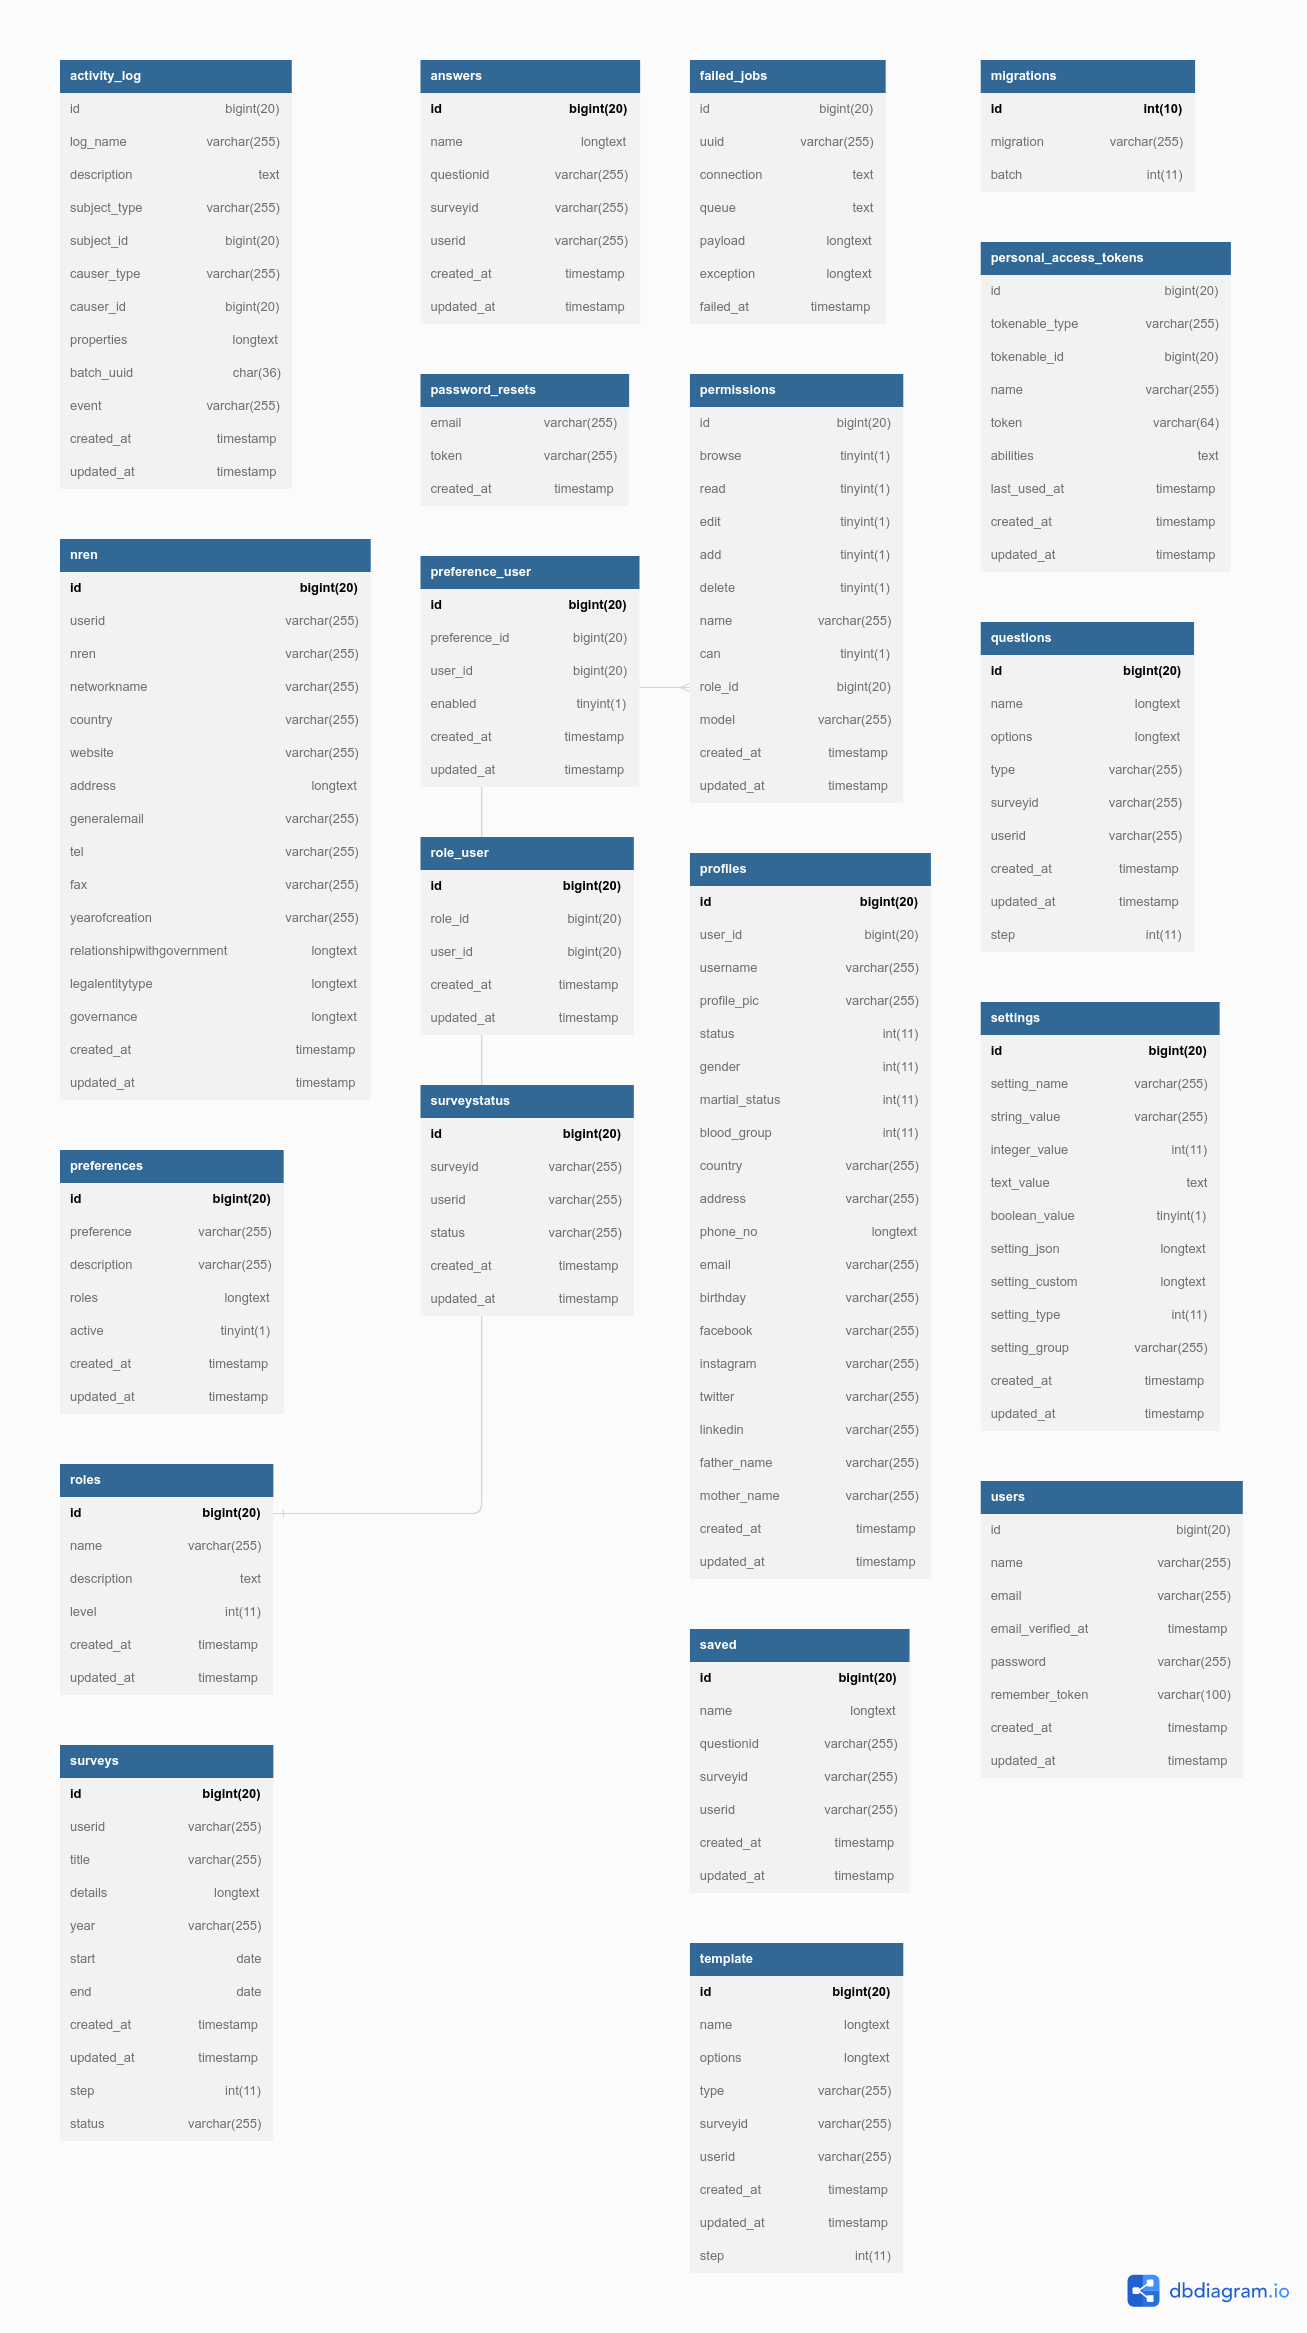 activity_log
id bigint(20)
log_name varchar(255)
description text
subject_type varchar(255)
subject_id bigint(20)
causer_type varchar(255)
causer_id bigint(20)
properties longtext
batch_uuid char(36)
event varchar(255)
created_at timestamp
updated_at timestamp
nren
id bigint(20)
userid varchar(255)
nren varchar(255)
networkname varchar(255)
country varchar(255)
website varchar(255)
address longtext
generalemail varchar(255)
tel varchar(255)
fax varchar(255)
yearofcreation varchar(255)
relationshipwithgovernment longtext
legalentitytype longtext
governance longtext
created_at timestamp
updated_at timestamp
preferences
id bigint(20)
preference varchar(255)
description varchar(255)
roles longtext
active tinyint(1)
created_at timestamp
updated_at timestamp
roles
id bigint(20)
name varchar(255)
description text
level int(11)
created_at timestamp
updated_at timestamp
surveys
id bigint(20)
userid varchar(255)
title varchar(255)
details longtext
year varchar(255)
start date
end date
created_at timestamp
updated_at timestamp
step int(11)
status varchar(255)
answers
id bigint(20)
name longtext
questionid varchar(255)
surveyid varchar(255)
userid varchar(255)
created_at timestamp
updated_at timestamp
password_resets
email varchar(255)
token varchar(255)
created_at timestamp
preference_user
id bigint(20)
preference_id bigint(20)
user_id bigint(20)
enabled tinyint(1)
created_at timestamp
updated_at timestamp
role_user
id bigint(20)
role_id bigint(20)
user_id bigint(20)
created_at timestamp
updated_at timestamp
surveystatus
id bigint(20)
surveyid varchar(255)
userid varchar(255)
status varchar(255)
created_at timestamp
updated_at timestamp
failed_jobs
id bigint(20)
uuid varchar(255)
connection text
queue text
payload longtext
exception longtext
failed_at timestamp
permissions
id bigint(20)
browse tinyint(1)
read tinyint(1)
edit tinyint(1)
add tinyint(1)
delete tinyint(1)
name varchar(255)
can tinyint(1)
role_id bigint(20)
model varchar(255)
created_at timestamp
updated_at timestamp
profiles
id bigint(20)
user_id bigint(20)
username varchar(255)
profile_pic varchar(255)
status int(11)
gender int(11)
martial_status int(11)
blood_group int(11)
country varchar(255)
address varchar(255)
phone_no longtext
email varchar(255)
birthday varchar(255)
facebook varchar(255)
instagram varchar(255)
twitter varchar(255)
linkedin varchar(255)
father_name varchar(255)
mother_name varchar(255)
created_at timestamp
updated_at timestamp
saved
id bigint(20)
name longtext
questionid varchar(255)
surveyid varchar(255)
userid varchar(255)
created_at timestamp
updated_at timestamp
template
id bigint(20)
name longtext
options longtext
type varchar(255)
surveyid varchar(255)
userid varchar(255)
created_at timestamp
updated_at timestamp
step int(11)
migrations
id int(10)
migration varchar(255)
batch int(11)
personal_access_tokens
id bigint(20)
tokenable_type varchar(255)
tokenable_id bigint(20)
name varchar(255)
token varchar(64)
abilities text
last_used_at timestamp
created_at timestamp
updated_at timestamp
questions
id bigint(20)
name longtext
options longtext
type varchar(255)
surveyid varchar(255)
userid varchar(255)
created_at timestamp
updated_at timestamp
step int(11)
settings
id bigint(20)
setting_name varchar(255)
string_value varchar(255)
integer_value int(11)
text_value text
boolean_value tinyint(1)
setting_json longtext
setting_custom longtext
setting_type int(11)
setting_group varchar(255)
created_at timestamp
updated_at timestamp
users
id bigint(20)
name varchar(255)
email varchar(255)
email_verified_at timestamp
password varchar(255)
remember_token varchar(100)
created_at timestamp
updated_at timestamp
dbdiagram.io